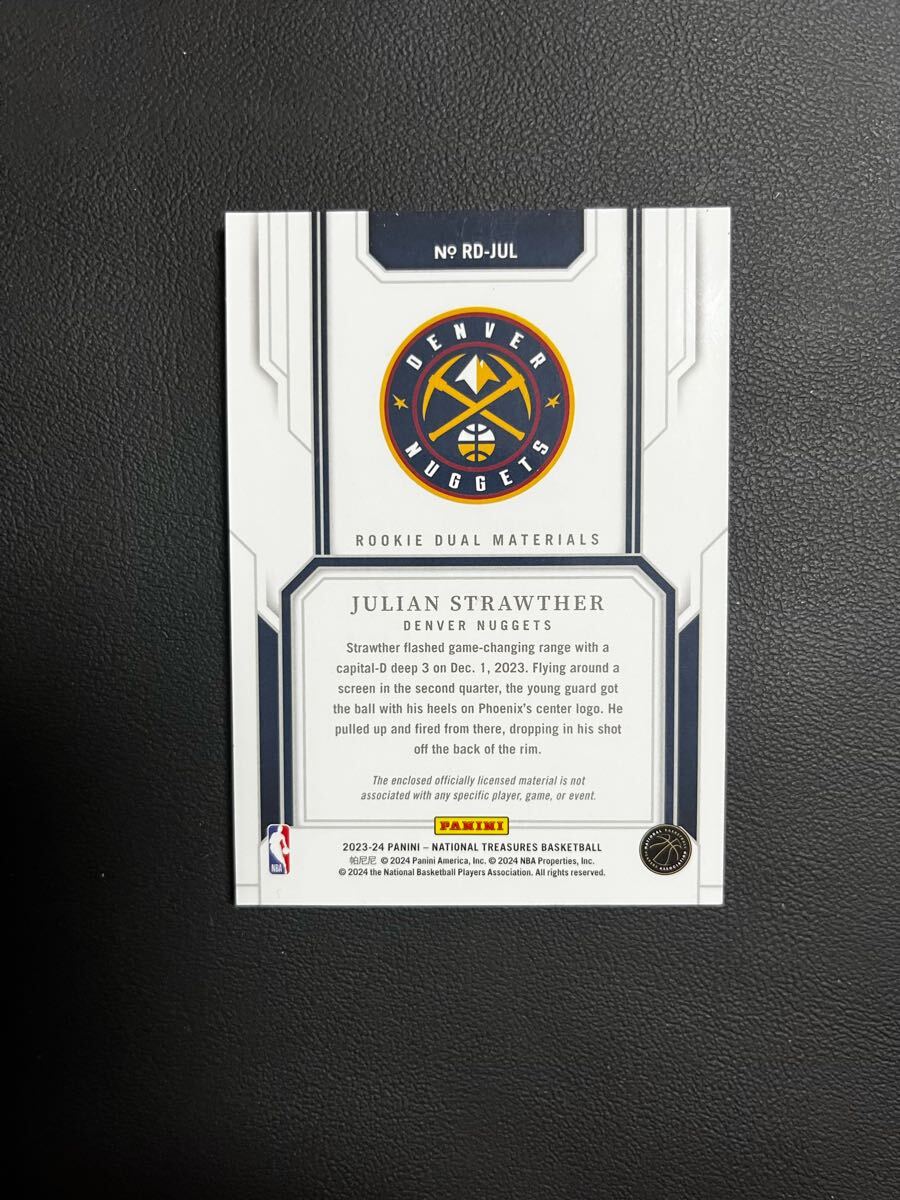 Nº RD-JUL
DENVER
NUGGETS
ROOKIE DUAL MATERIALS
JULIAN STRAWTHER
DENVER NUGGETS
Strawther flashed game-changing range with a
capital-D deep 3 on Dec. 1, 2023. Flying around a
screen in the second quarter, the young guard got
the ball with his heels on Phoenix's center logo. He
pulled up and fired from there, dropping in his shot
off the back of the rim.
The enclosed officially licensed material is not
associated with any specific player, game, or event.
PANINI
2023-24 PANINI – NATIONAL TREASURES BASKETBALL
帕尼尼 © 2024 Panini America, Inc. © 2024 NBA Properties, Inc.
© 2024 the National Basketball Players Association. All rights reserved.
NBA
NATIONAL BASKETBALL
PLAYERS ASSOCIATION